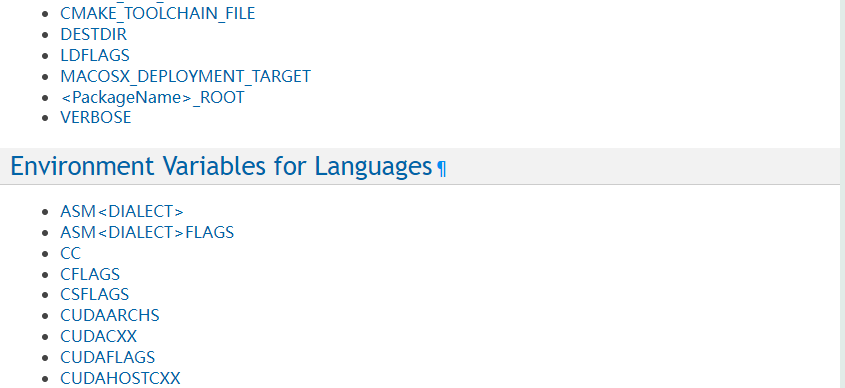 CMAKE_TOOLCHAIN_FILE
DESTDIR
LDFLAGS
MACOSX_DEPLOYMENT_TARGET
<PackageName>_ROOT
VERBOSE
Environment Variables for Languages¶
ASM<DIALECT>
ASM<DIALECT>FLAGS
CC
CFLAGS
CSFLAGS
CUDAARCHS
CUDACXX
CUDAFLAGS
CUDAHOSTCXX